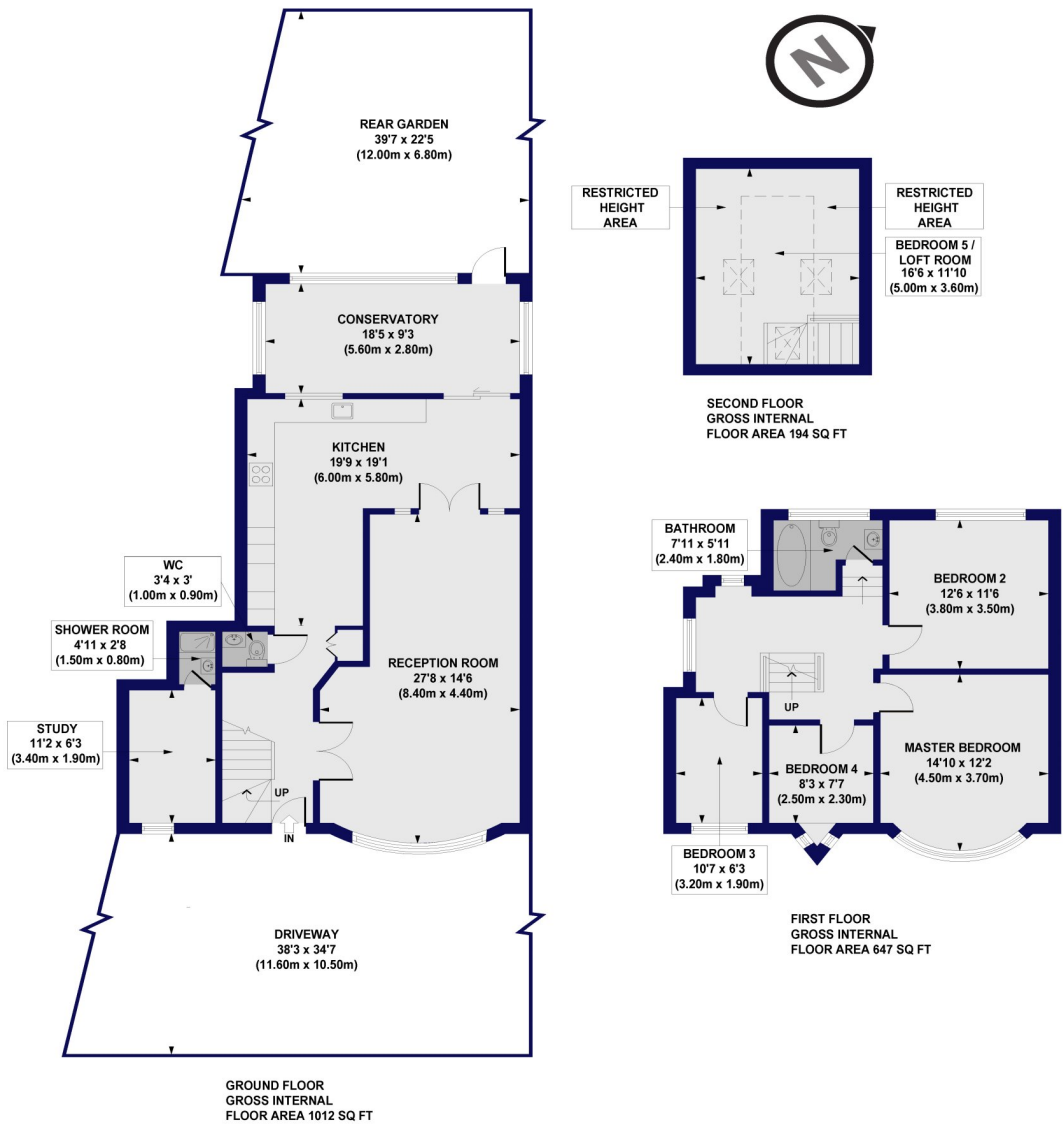 REAR GARDEN
39'7 x 22'5
(12.00m x 6.80m)
N
CONSERVATORY
18'5 x 9'3
(5.60m x 2.80m)
KITCHEN
19'9 x 19'1
(6.00m x 5.80m)
WC
3'4 x 3'
(1.00m x 0.90m)
SHOWER ROOM
4'11 x 2'8
(1.50m x 0.80m)
STUDY
11'2 x 6'3
(3.40m x 1.90m)
RECEPTION ROOM
27'8 x 14'6
(8.40m x 4.40m)
UP
IN
DRIVEWAY
38'3 x 34'7
(11.60m x 10.50m)
GROUND FLOOR
GROSS INTERNAL
FLOOR AREA 1012 SQ FT
RESTRICTED
HEIGHT
AREA
RESTRICTED
HEIGHT
AREA
BEDROOM 5 /
LOFT ROOM
16'6 x 11'10
(5.00m x 3.60m)
SECOND FLOOR
GROSS INTERNAL
FLOOR AREA 194 SQ FT
BATHROOM
7'11 x 5'11
(2.40m x 1.80m)
BEDROOM 2
12'6 x 11'6
(3.80m x 3.50m)
UP
MASTER BEDROOM
14'10 x 12'2
(4.50m x 3.70m)
BEDROOM 4
8'3 x 7'7
(2.50m x 2.30m)
BEDROOM 3
10'7 x 6'3
(3.20m x 1.90m)
FIRST FLOOR
GROSS INTERNAL
FLOOR AREA 647 SQ FT